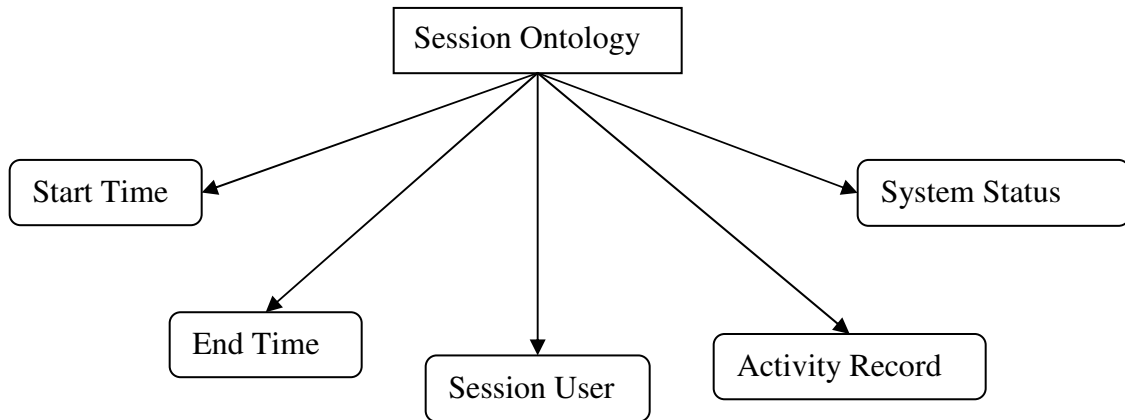 Session Ontology
Start Time
System Status
End Time
Session User
Activity Record